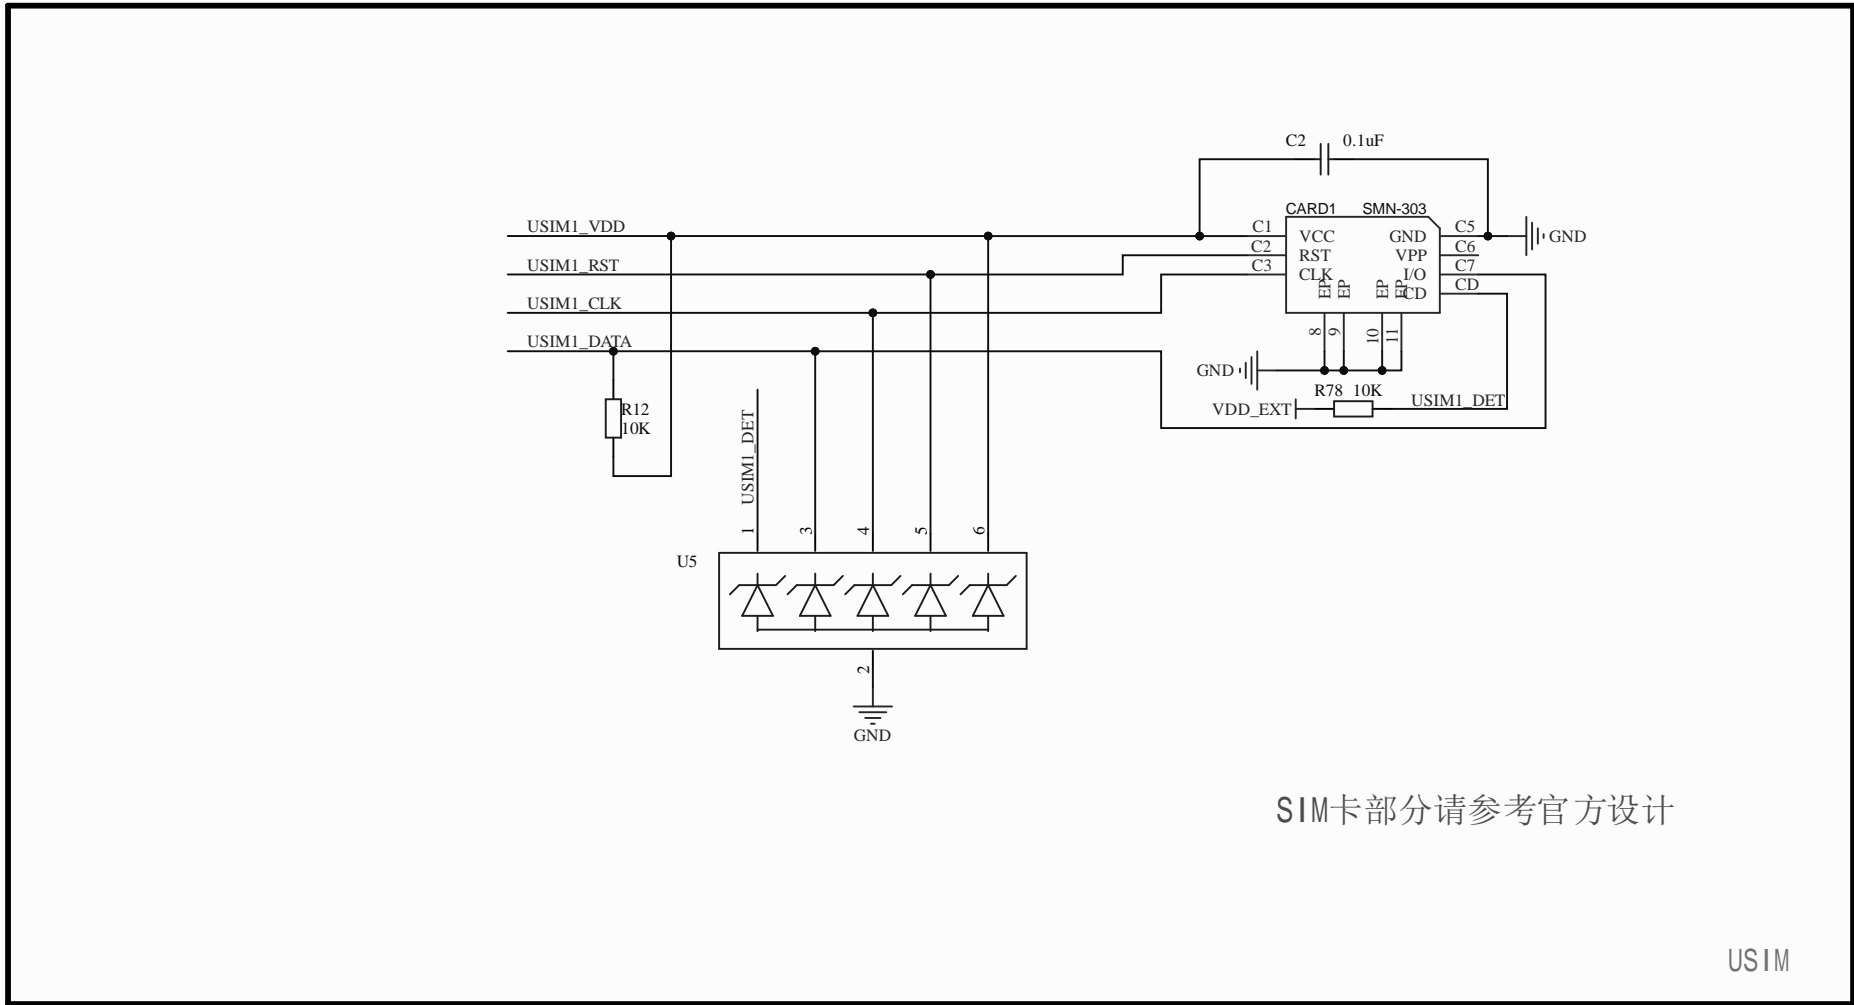 C2 0.1uF
CARD1 SMN-303
USIM1_VDD
C1 VCC GND C5 GND
C2 RST VPP C6
USIM1_RST
C3 CLK I/O C7
EP EP EP EP CD CD
USIM1_CLK
8 9 10 11
USIM1_DATA
GND
R78 10K
VDD_EXT USIM1_DET
R12
10K
USIM1_DET
1 3 4 5 6
U5
2
GND
SIM卡部分请参考官方设计
USIM